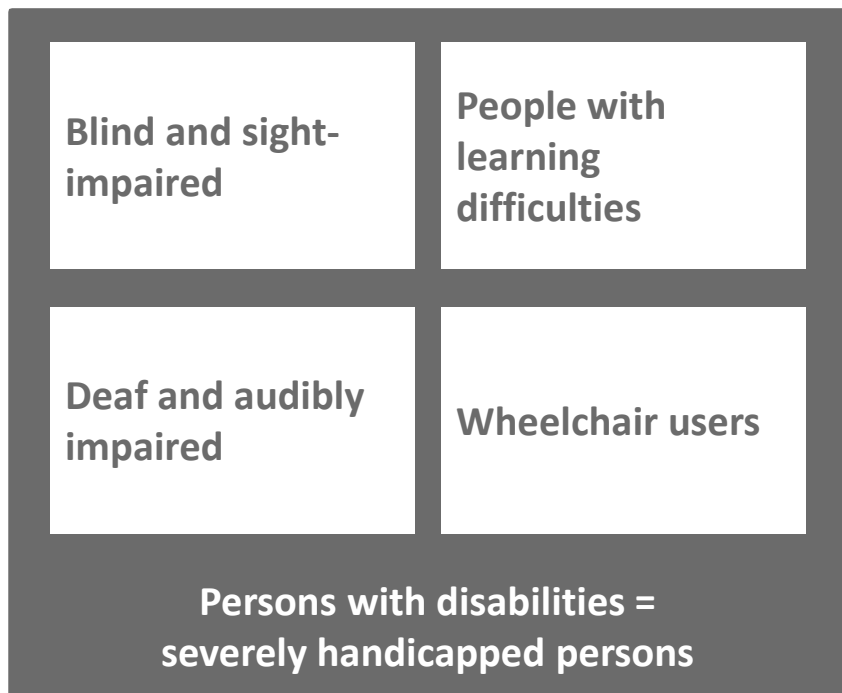 Blind and sight-
impaired
People with
learning
difficulties
Deaf and audibly
impaired
Wheelchair users
Persons with disabilities =
severely handicapped persons